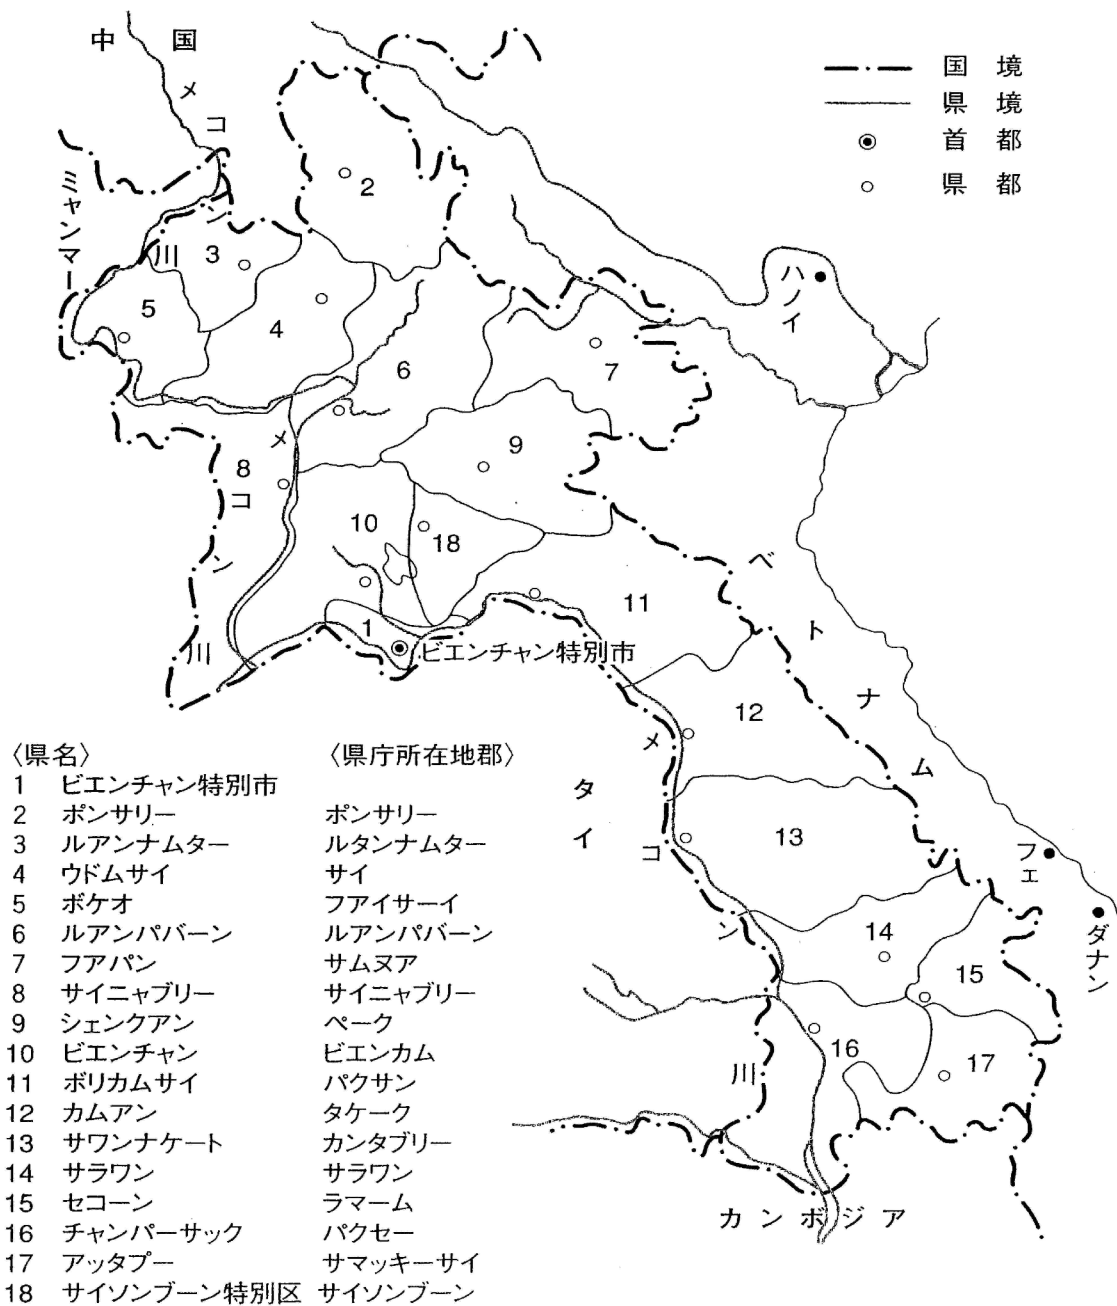 中国
メコン川
ミャンマー
国境
県境
首都
県都
ハノイ
2
3
5
4
6
7
9
8
メコン川
10
18
11
1
ビエンチャン特別市
ベトナム
12
13
メコン川
タイ
フェ
ダナン
14
15
16
17
カンボジア
〈県名〉 〈県庁所在地郡〉
1 ビエンチャン特別市
2 ポンサリー ポンサリー
3 ルアンナムター ルタンナムター
4 ウドムサイ サイ
5 ボケオ フアイサーイ
6 ルアンパバーン ルアンパバーン
7 フアパン サムヌア
8 サイニャブリー サイニャブリー
9 シェンクアン ペーク
10 ビエンチャン ビエンカム
11 ボリカムサイ パクサン
12 カムアン タケーク
13 サワンナケート カンタブリー
14 サラワン サラワン
15 セコーン ラマーム
16 チャンパーサック パクセー
17 アッタプー サマッキーサイ
18 サイソンブーン特別区 サイソンブーン